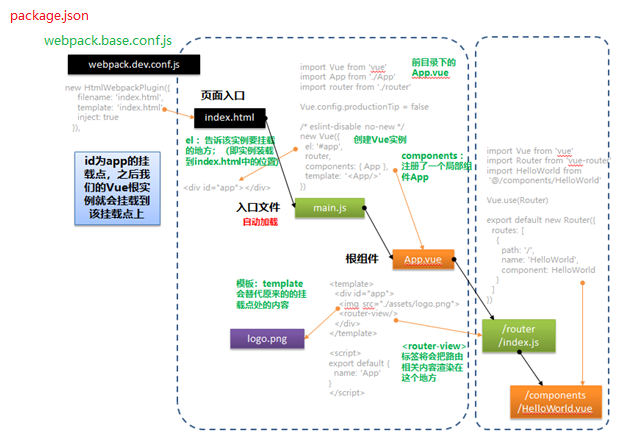 package.json
webpack.base.conf.js
webpack.dev.conf.js
new HtmlWebpackPlugin({
filename: 'index.html',
template: 'index.html',
inject: true
}),
id为app的挂
载点，之后我
们的Vue根实
例就会挂载到
该挂载点上
页面入口
index.html
el： 告诉该实例要挂载
的地方；（即实例装载
到index.html中的位置）
<div id="app"></div>
import Vue from 'vue'
import App from './App'
import router from './router'
Vue.config.productionTip = false
/* eslint-disable no-new */
new Vue({
el: '#app',
router,
components: { App },
template: '<App/>'
})
前目录下的
App.vue
创建Vue实例
components：
注册了一个局部组
件App
入口文件
自动加载
main.js
根组件
App.vue
模板：template
会替代原来的的挂
载点处的内容
logo.png
<template>
<div id="app">
<img src="./assets/logo.png">
<router-view/>
</div>
</template>
<script>
export default {
name: 'App'
}
</script>
<router-view>
标签将会把路由
相关内容渲染在
这个地方
import Vue from 'vue'
import Router from 'vue-router'
import HelloWorld from
'@/components/HelloWorld'
Vue.use(Router)
export default new Router({
routes: [
{
path: '/',
name: 'HelloWorld',
component: HelloWorld
}
]
})
/router
/index.js
/components
/HelloWorld.vue